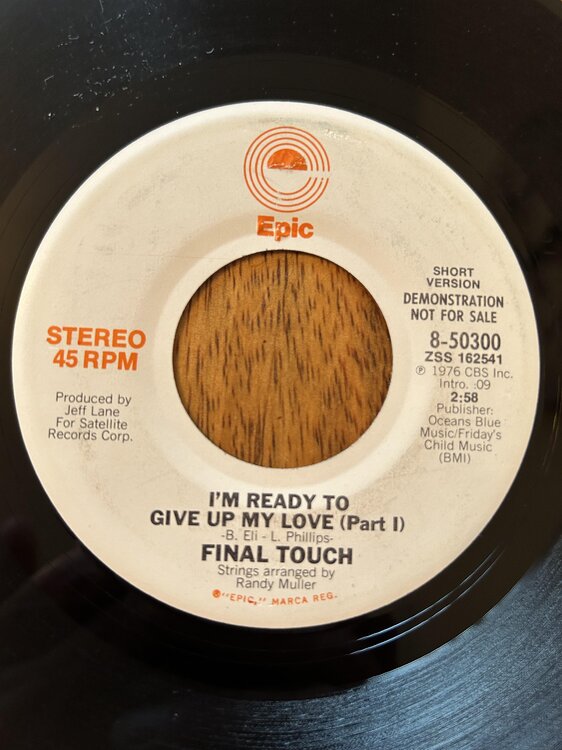 Epic
SHORT
VERSION
DEMONSTRATION
NOT FOR SALE
STEREO
45 RPM
8-50300
ZSS 162541
℗ 1976 CBS Inc.
Intro. :09
2:58
Publisher:
Oceans Blue
Music/Friday's
Child Music
(BMI)
Produced by
Jeff Lane
For Satellite
Records Corp.
I'M READY TO
GIVE UP MY LOVE (Part I)
-B. Eli - L. Phillips-
FINAL TOUCH
Strings arranged by
Randy Muller
®"EPIC," MARCA REG.